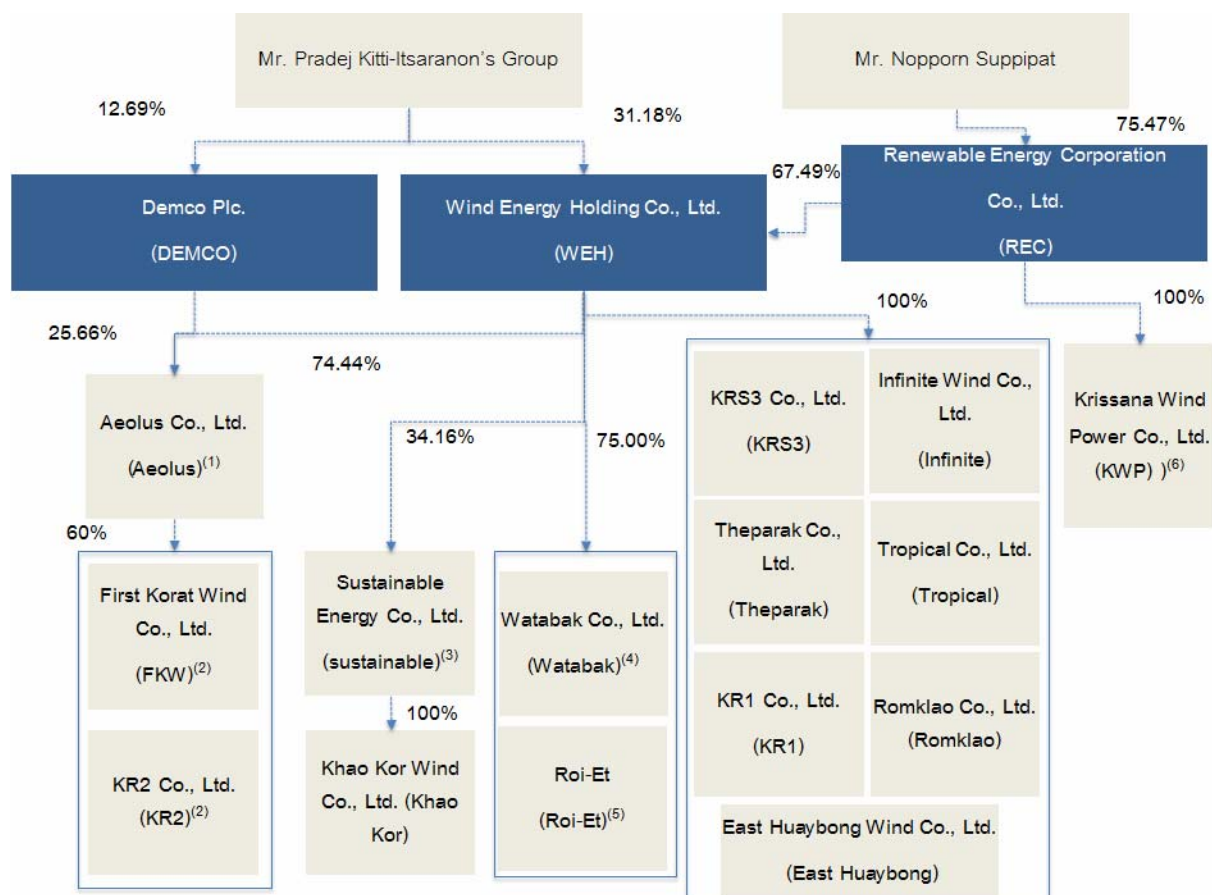 Mr. Pradej Kitti-Itsaranon's Group
Mr. Nopporn Suppipat
12.69%
31.18%
75.47%
Demco Plc.
(DEMCO)
Wind Energy Holding Co., Ltd.
(WEH)
67.49%
Renewable Energy Corporation
Co., Ltd.
(REC)
25.66%
74.44%
100%
100%
Aeolus Co., Ltd.
(Aeolus)(1)
34.16%
75.00%
KRS3 Co., Ltd.
(KRS3)
Infinite Wind Co.,
Ltd.
(Infinite)
Krissana Wind
Power Co., Ltd.
(KWP) )(6)
60%
First Korat Wind
Co., Ltd.
(FKW)(2)
Sustainable
Energy Co., Ltd.
(sustainable)(3)
Watabak Co., Ltd.
(Watabak)(4)
Theparak Co.,
Ltd.
(Theparak)
Tropical Co., Ltd.
(Tropical)
100%
KR2 Co., Ltd.
(KR2)(2)
Khao Kor Wind
Co., Ltd. (Khao
Kor)
Roi-Et
(Roi-Et)(5)
KR1 Co., Ltd.
(KR1)
Romklao Co., Ltd.
(Romklao)
East Huaybong Wind Co., Ltd.
(East Huaybong)